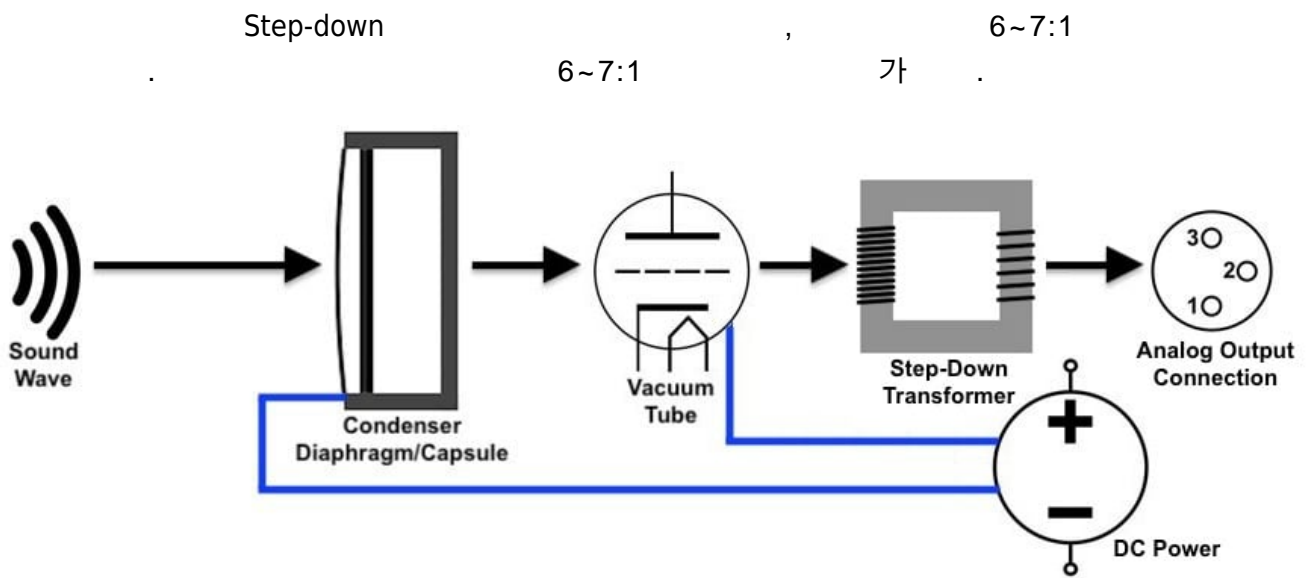 Step-down , 6~7:1
. 6~7:1 가 .
3
2
1
Sound
Wave
Condenser
Diaphragm/Capsule
Vacuum
Tube
Step-Down
Transformer
Analog Output
Connection
+
−
DC Power